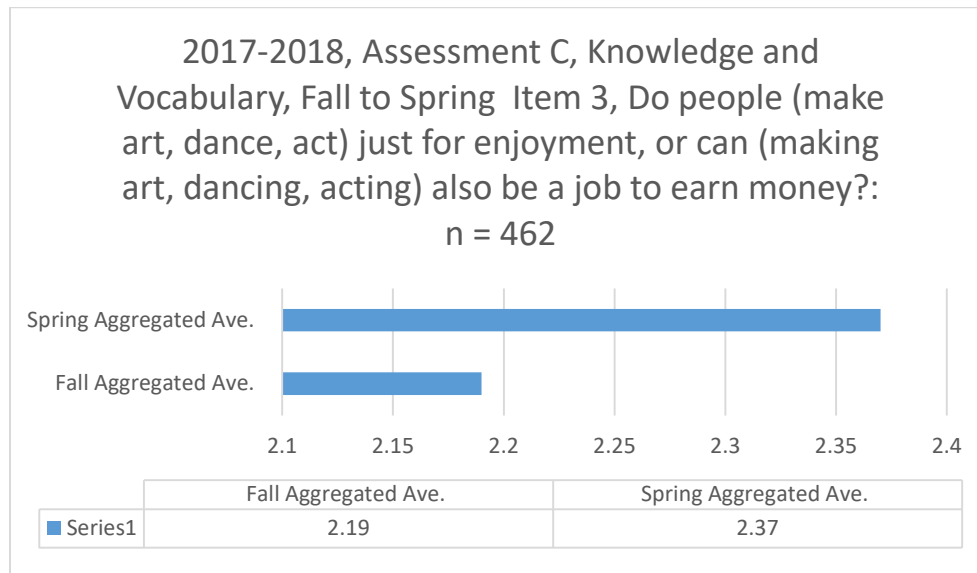 2017-2018, Assessment C, Knowledge and
Vocabulary, Fall to Spring  Item 3, Do people (make
art, dance, act) just for enjoyment, or can (making
art, dancing, acting) also be a job to earn money?:
n = 462
Spring Aggregated Ave.
Fall Aggregated Ave.
2.1 2.15 2.2 2.25 2.3 2.35 2.4
Fall Aggregated Ave. Spring Aggregated Ave.
Series1 2.19 2.37